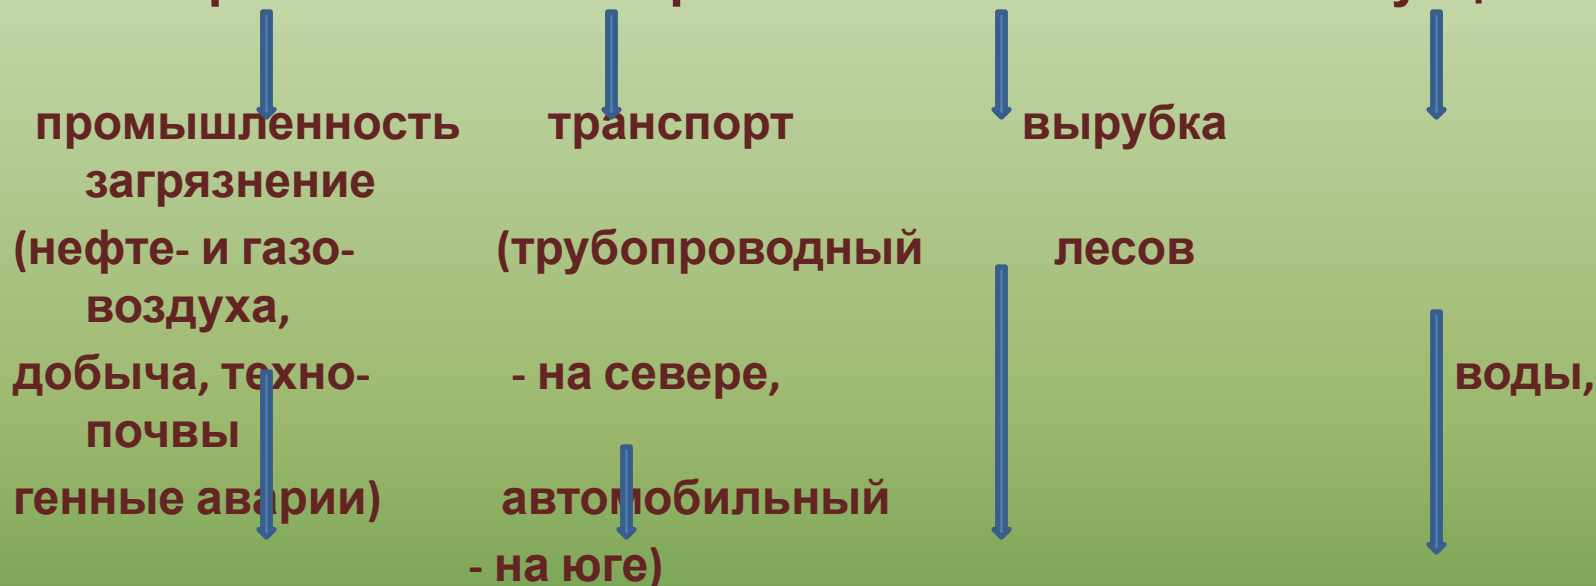 промышленность транспорт вырубка
загрязнение
(нефте- и газо- (трубопроводный лесов
воздуха,
добыча, техно- - на севере, воды,
почвы
генные аварии) автомобильный
- на юге)